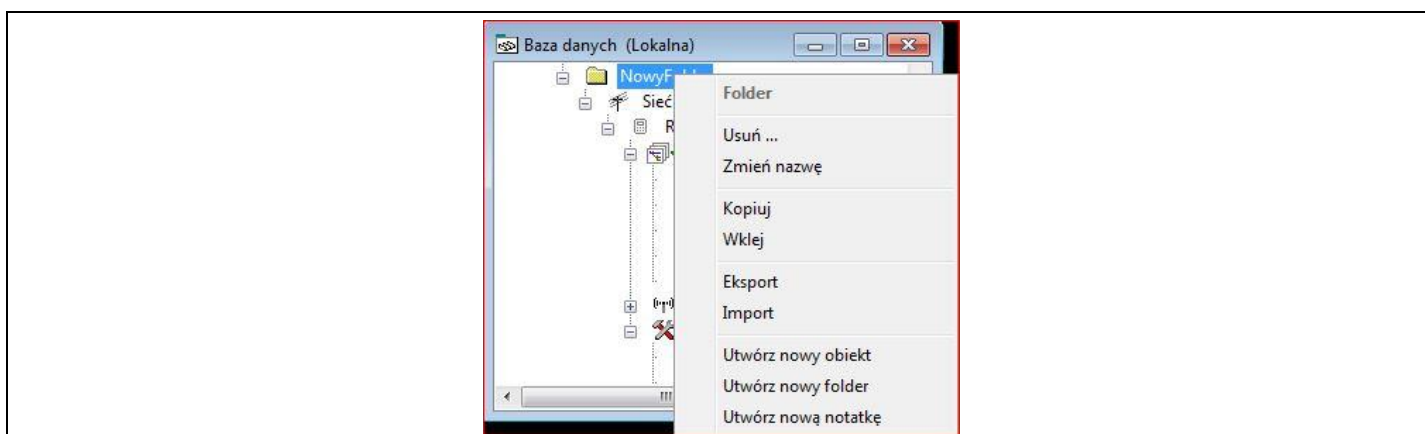 Baza danych (Lokalna)
Sieć
Folder
Usuń ...
Zmień nazwę
Kopiuj
Wklej
Eksport
Import
Utwórz nowy obiekt
Utwórz nowy folder
Utwórz nową notatkę